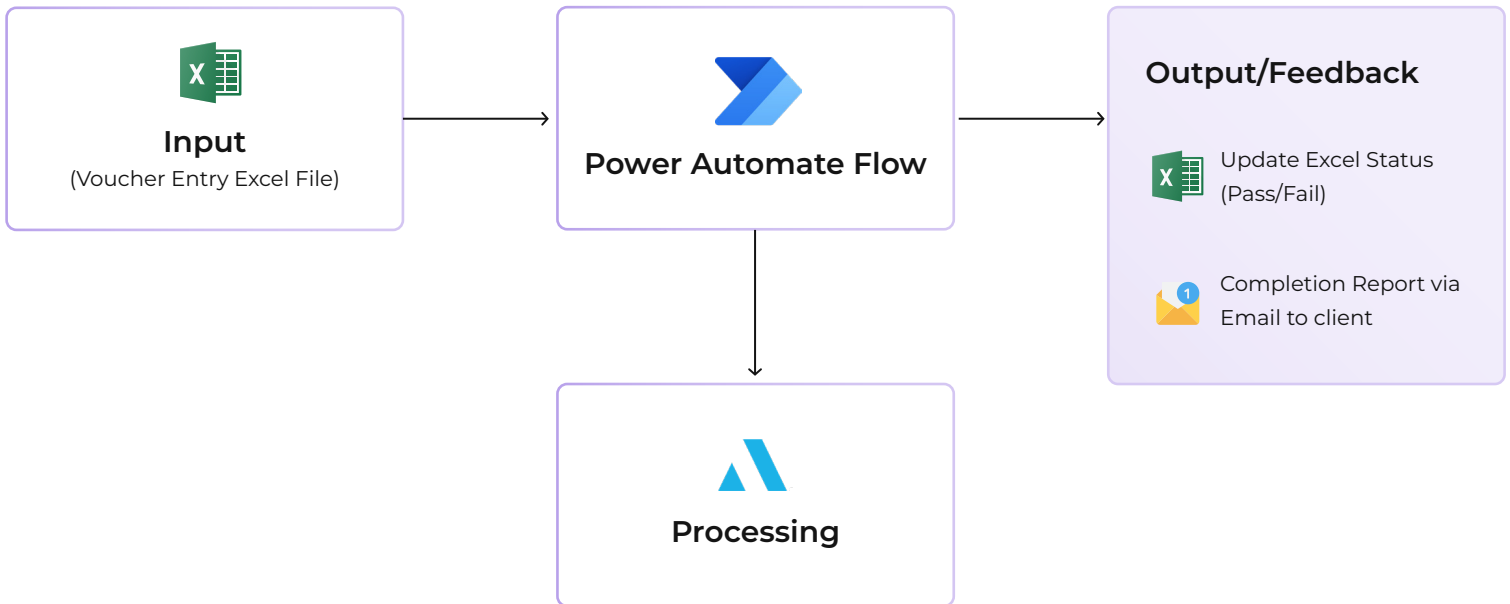 Input
(Voucher Entry Excel File)
Power Automate Flow
Output/Feedback
Update Excel Status
(Pass/Fail)
1
Completion Report via
Email to client
Processing
X
X